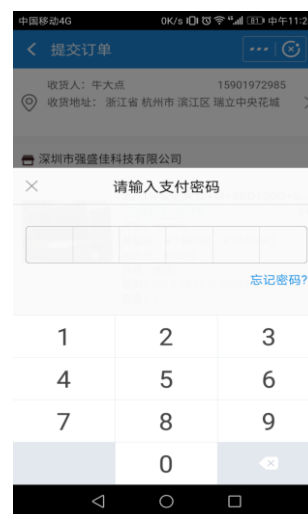 中国移动4G 0K/s 81 中午11:2
提交订单
收货人：牛大点 15901972985
收货地址： 浙江省 杭州市 滨江区 瑞立中央花城
深圳市强盛佳科技有限公司
请输入支付密码
忘记密码?
1 2 3
4 5 6
7 8 9
0